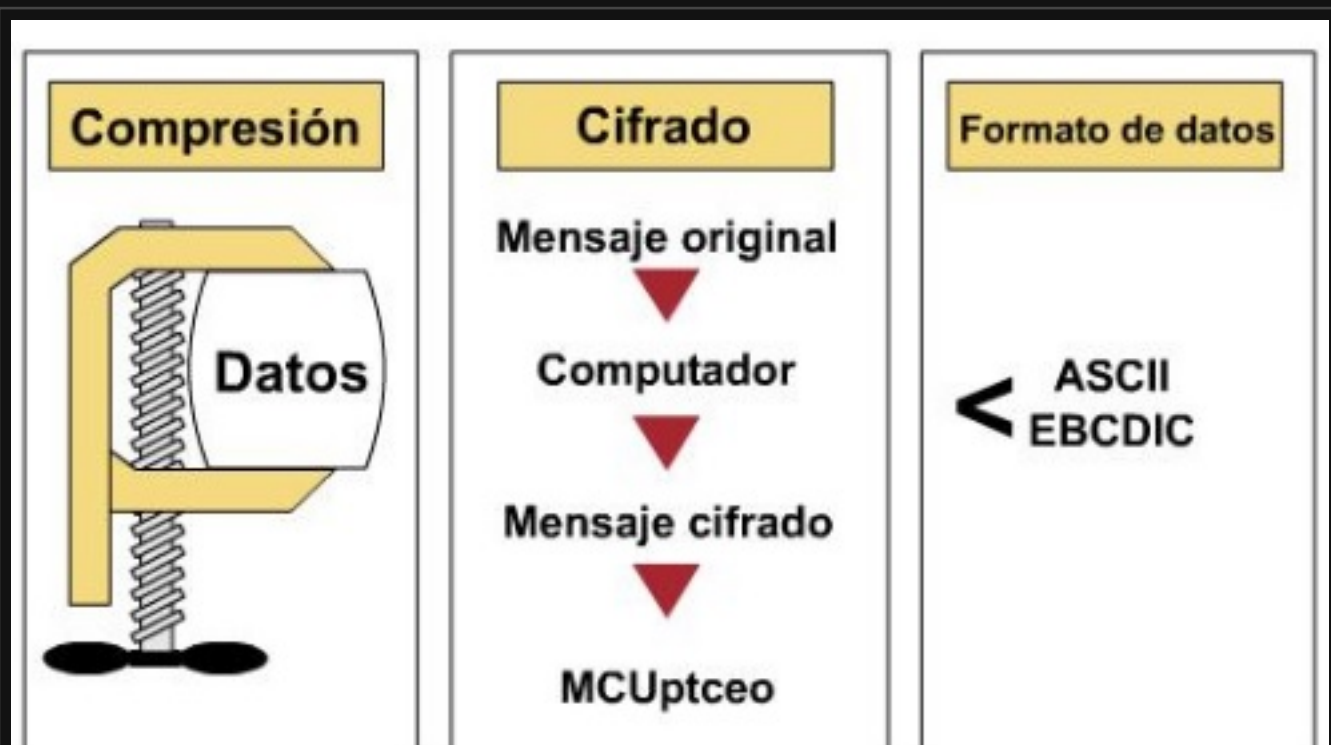 Compresión
Datos
Cifrado
Mensaje original
Computador
Mensaje cifrado
MCUptceo
Formato de datos
< ASCII
EBCDIC